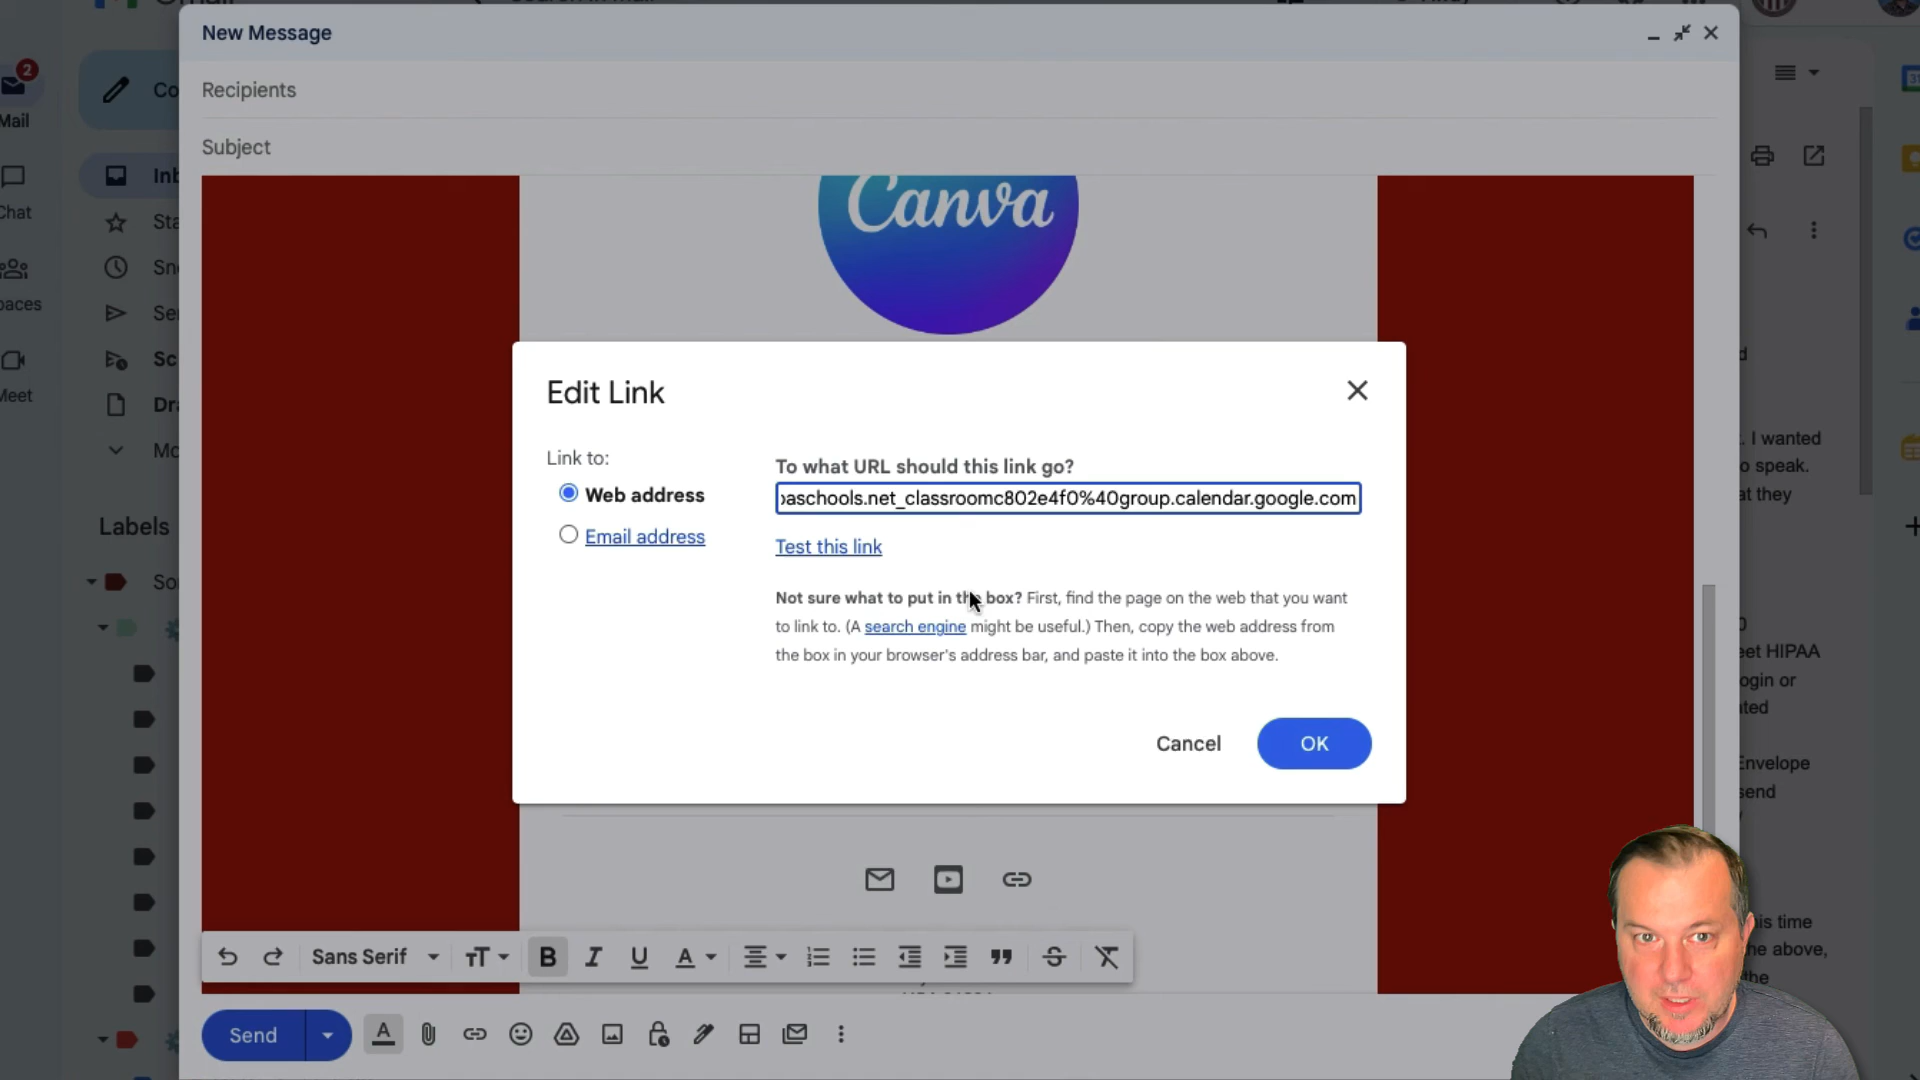 New Message
Recipients
Subject
2
Mail
Chat
Meet
Labels
Canva
Edit Link
Link to:
Web address
Email address
To what URL should this link go?
paschools.net_classroomc802e4f0%40group.calendar.google.com
Test this link
Not sure what to put in the box? First, find the page on the web that you want
to link to. (A search engine might be useful.) Then, copy the web address from
the box in your browser's address bar, and paste it into the box above.
Cancel
OK
. I wanted
o speak.
at they
eet HIPAA
ogin or
Envelope
send
is time
he above,
the
Sans Serif
Send